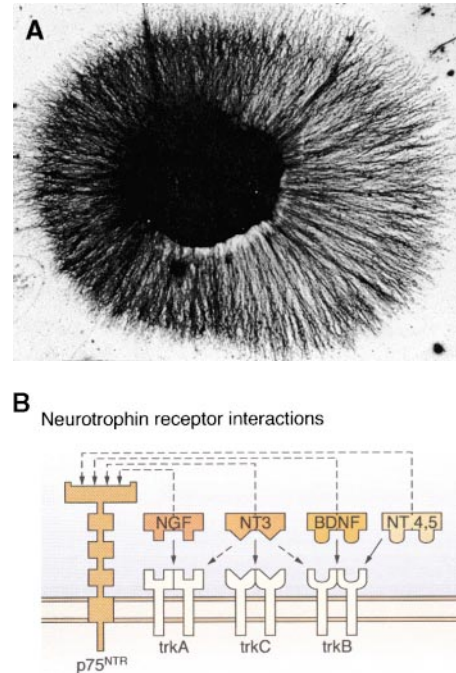 A
B
Neurotrophin receptor interactions
NGF NT3 BDNF NT 4,5
trkA trkC trkB
p75NTR